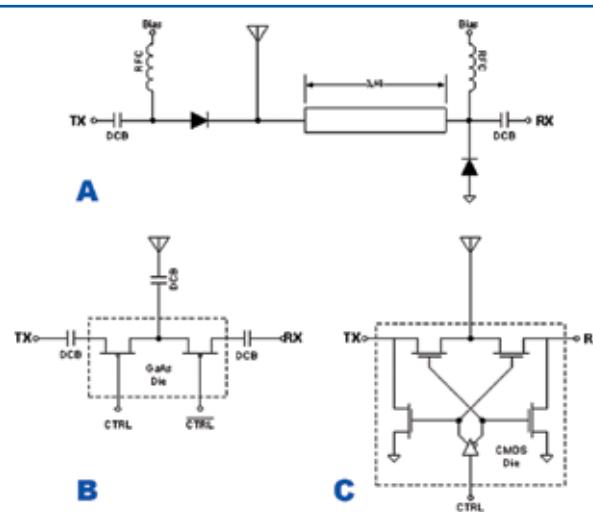 Bias
Bias
RFC
RFC
TX
DCB
DCB
RX
A
DCB
TX
DCB
DCB
RX
GaAs
Die
CTRL
CTRL
B
TX
R
CMOS
Die
C
CTRL